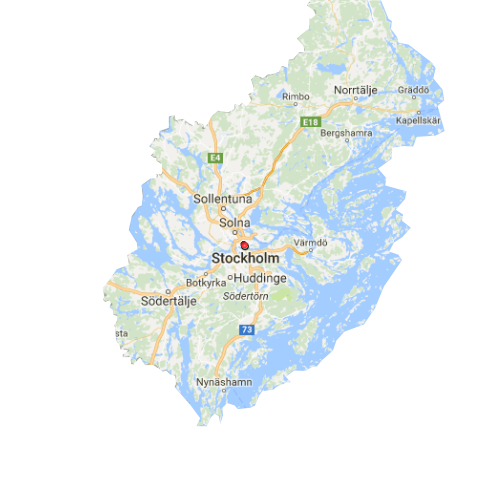 Rimbo
Norrtälje
Gräddö
Kapellskär
E18
Bergshamra
E4
Sollentuna
Solna
Värmdö
Stockholm
Huddinge
Botkyrka
Södertälje
Södertörn
sta
73
Nynäshamn